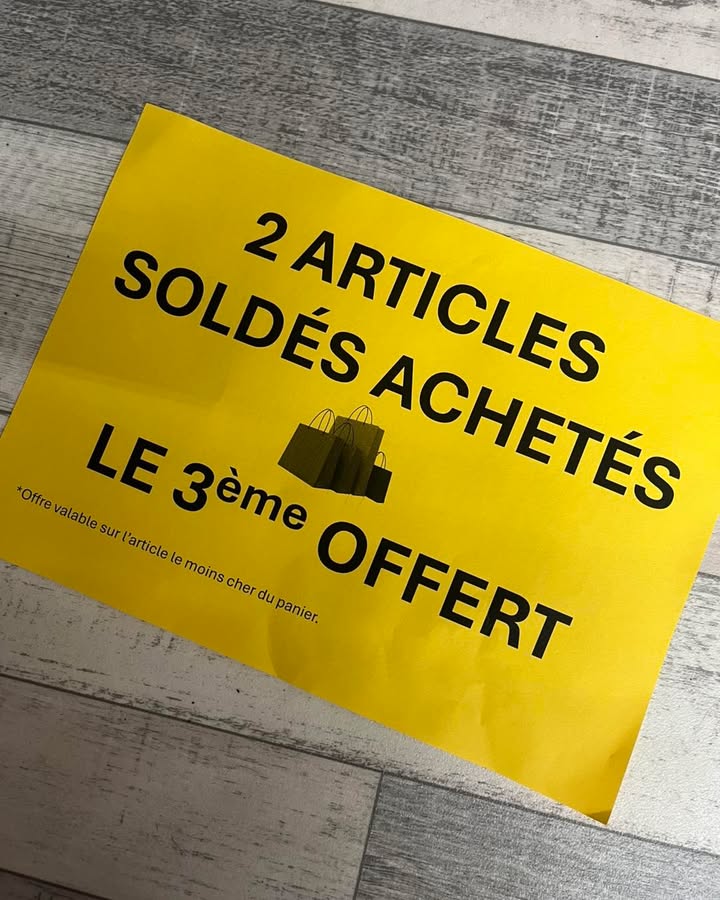 2 ARTICLES
SOLDÉS ACHETÉS
LE 3ème OFFERT
*Offre valable sur l'article le moins cher du panier.